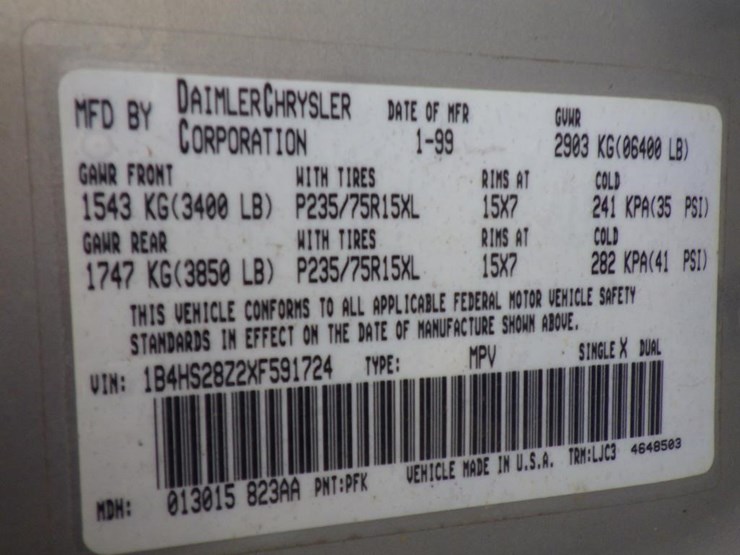 MFD BY DAIMLERCHRYSLER CORPORATION DATE OF MFR GVWR
1-99 2903 KG(06400 LB)
GAWR FRONT WITH TIRES RIMS AT COLD
1543 KG(3400 LB) P235/75R15XL 15X7 241 KPA(35 PSI)
GAWR REAR WITH TIRES RIMS AT COLD
1747 KG(3850 LB) P235/75R15XL 15X7 282 KPA(41 PSI)
THIS VEHICLE CONFORMS TO ALL APPLICABLE FEDERAL MOTOR VEHICLE SAFETY
STANDARDS IN EFFECT ON THE DATE OF MANUFACTURE SHOWN ABOVE.
VIN: 1B4HS28Z2XF591724 TYPE: MPV SINGLE X DUAL
MDH: 013015 823AA PNT:PFK VEHICLE MADE IN U.S.A. TRM:LJC3 4648503